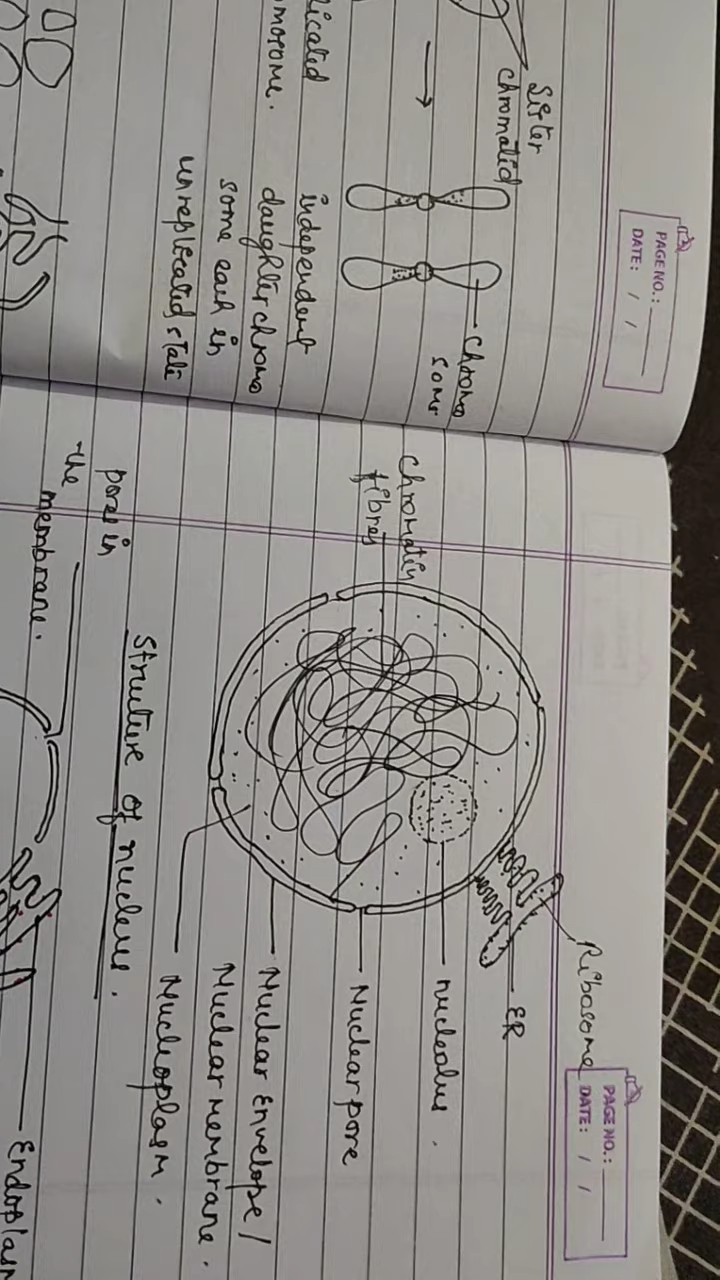 PAGE NO.:
DATE: / /
Sister
chromatid
Chromo
some
licated
omosome.
independent
daughter chromo
some each in
unreplicated state
PAGE NO.:
DATE: / /
Ribosome
ER
nucleolus.
Chromatin
fibres
Nuclear pore
Nuclear envelope/
Nuclear membrane.
Nucleoplasm.
Struture of nucleus.
pores in
the membrane.
Endoplasm